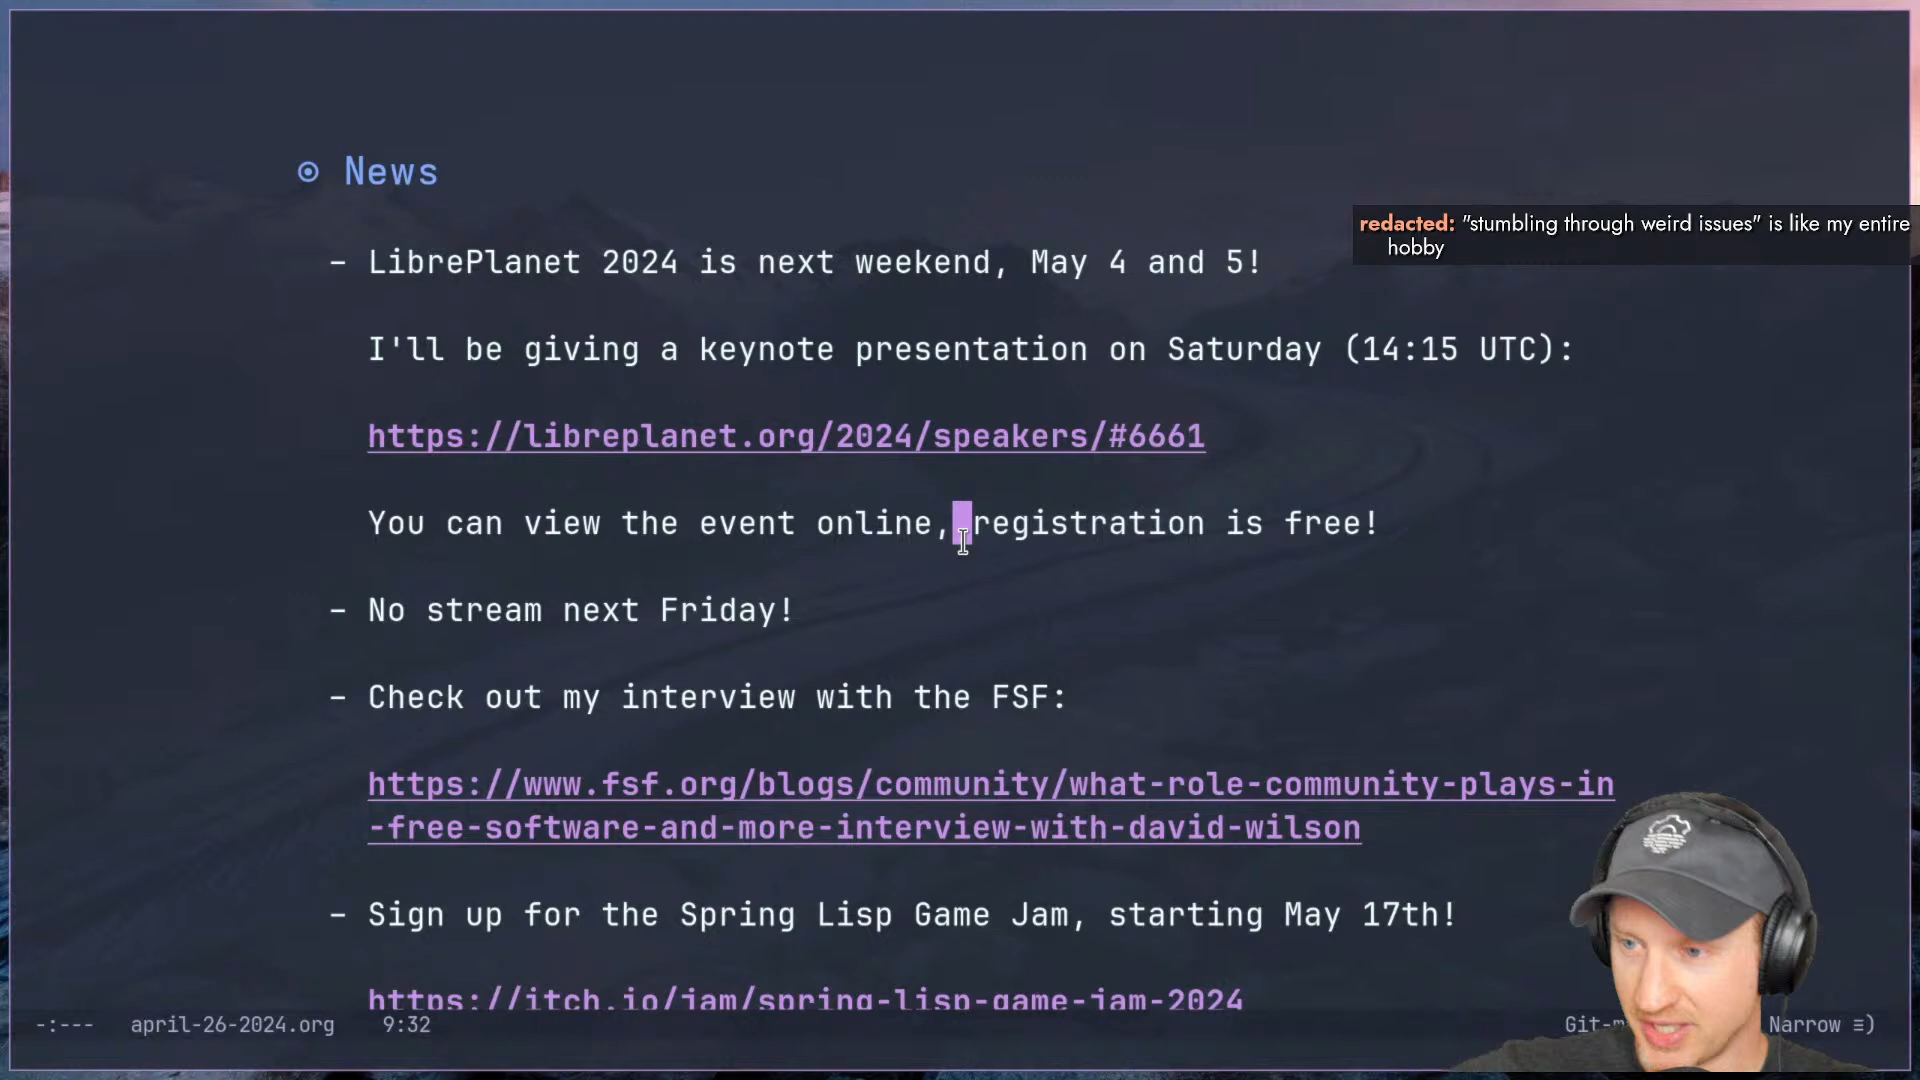 News
redacted: "stumbling through weird issues" is like my entire
hobby
- LibrePlanet 2024 is next weekend, May 4 and 5!
I'll be giving a keynote presentation on Saturday (14:15 UTC):
https://libreplanet.org/2024/speakers/#6661
You can view the event online, registration is free!
- No stream next Friday!
- Check out my interview with the FSF:
https://www.fsf.org/blogs/community/what-role-community-plays-in
-free-software-and-more-interview-with-david-wilson
- Sign up for the Spring Lisp Game Jam, starting May 17th!
https://itch.io/jam/spring-lisp-game-jam-2024
-:--- april-26-2024.org 9:32 Narrow ≡)